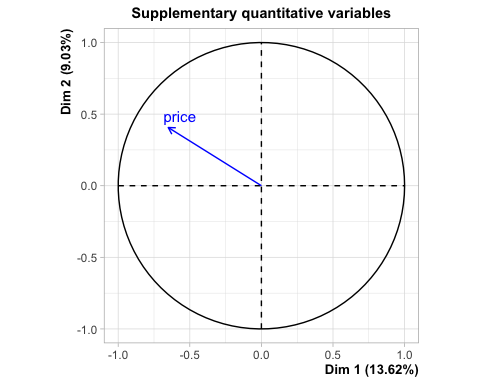 Supplementary quantitative variables
Dim 2 (9.03%)
1.0
0.5
0.0
-0.5
-1.0
price
-1.0 -0.5 0.0 0.5 1.0
Dim 1 (13.62%)